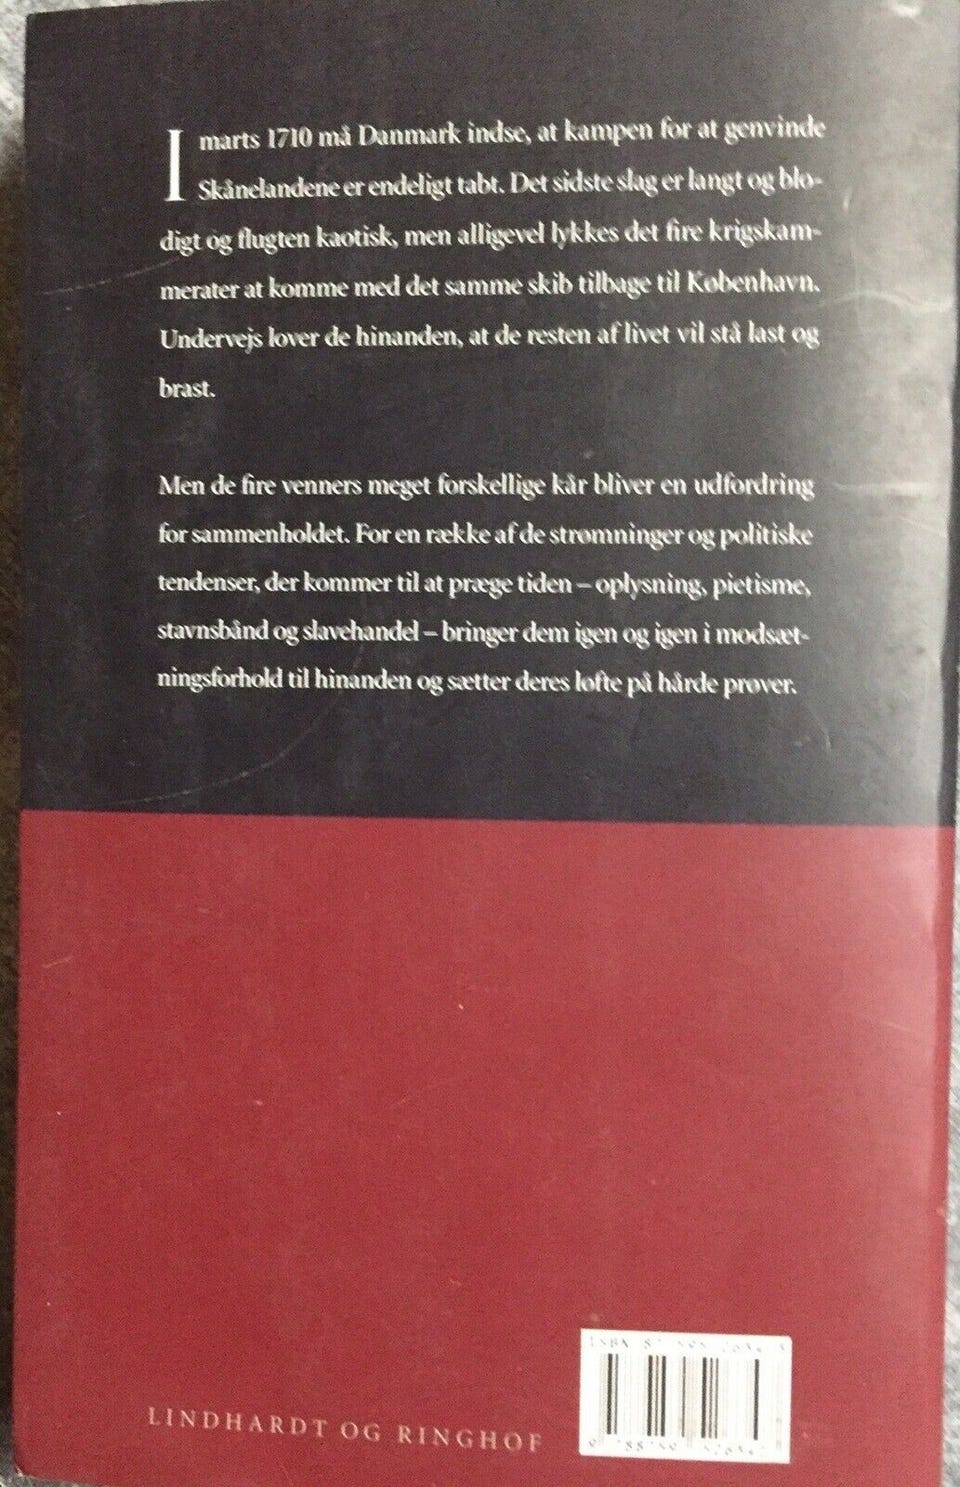 I marts 1710 må Danmark indse, at kampen for at genvinde
Skånelandene er endeligt tabt. Det sidste slag er langt og blo-
digt og flugten kaotisk, men alligevel lykkes det fire krigskam-
merater at komme med det samme skib tilbage til København.
Undervejs lover de hinanden, at de resten af livet vil stå last og
brast.
Men de fire venners meget forskellige kår bliver en udfordring
for sammenholdet. For en række af de strømninger og politiske
tendenser, der kommer til at præge tiden – oplysning, pietisme,
stavnsbånd og slavehandel – bringer dem igen og igen i modsæt-
ningsforhold til hinanden og sætter deres løfte på hårde prøver.
LINDHARDT OG RINGHOF
ISBN